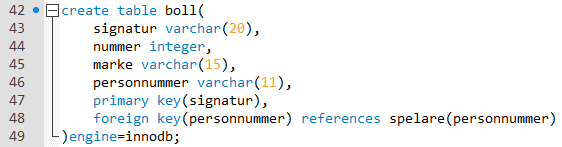 42 create table boll(
43 signatur varchar(20),
44 nummer integer,
45 marke varchar(15),
46 personnummer varchar(11),
47 primary key(signatur),
48 foreign key(personnummer) references spelare(personnummer)
49 )engine=innodb;